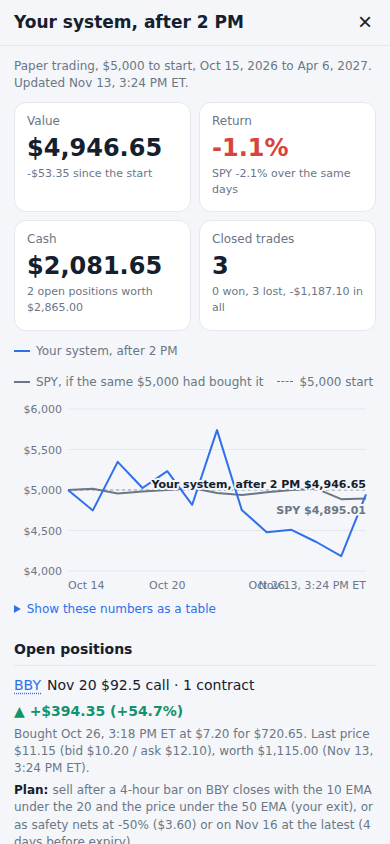 Your system, after 2 PM ✕
Paper trading, $5,000 to start, Oct 15, 2026 to Apr 6, 2027.
Updated Nov 13, 3:24 PM ET.
Value
$4,946.65
-$53.35 since the start
Return
-1.1%
SPY -2.1% over the same
days
Cash
$2,081.65
2 open positions worth
$2,865.00
Closed trades
3
0 won, 3 lost, -$1,187.10 in
all
Your system, after 2 PM
SPY, if the same $5,000 had bought it
$5,000 start
$6,000
$5,500
$5,000
$4,500
$4,000
Your system, after 2 PM $4,946.65
SPY $4,895.01
Oct 14
Oct 20
Oct 26
Nov 13, 3:24 PM ET
▶ Show these numbers as a table
Open positions
BBY Nov 20 $92.5 call · 1 contract
▲ +$394.35 (+54.7%)
Bought Oct 26, 3:18 PM ET at $7.20 for $720.65. Last price
$11.15 (bid $10.20 / ask $12.10), worth $1,115.00 (Nov 13,
3:24 PM ET).
Plan: sell after a 4-hour bar on BBY closes with the 10 EMA
under the 20 and the price under the 50 EMA (your exit), or
as safety nets at -50% ($3.60) or on Nov 16 at the latest (4
days before expiry).